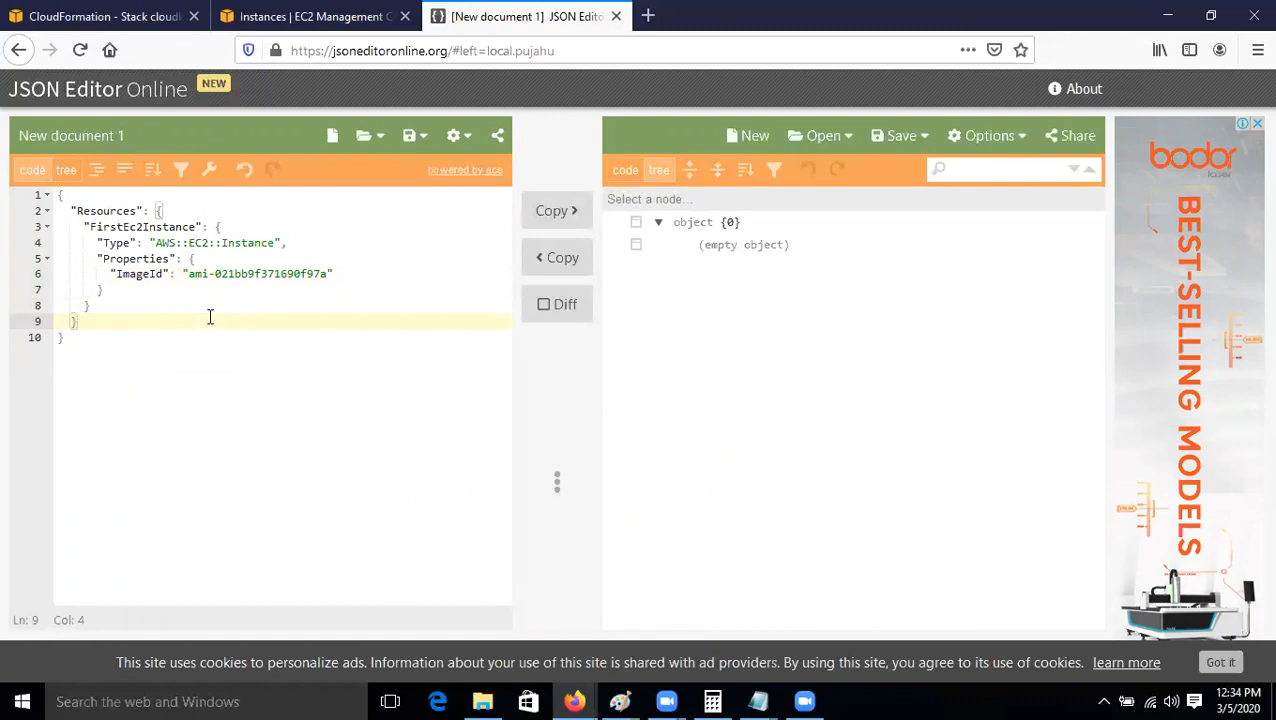 CloudFormation - Stack cloudf
Instances | EC2 Management C
[New document 1] JSON Edito
https://jsoneditoronline.org/#left=local.pujahu
JSON Editor Online
NEW
About
New document 1
New
Open
Save
Options
Share
code
tree
powered by ace
code
tree
Select a node...
1 {
2 "Resources": {
3 "FirstEc2Instance": {
4 "Type": "AWS::EC2::Instance",
5 "Properties": {
6 "ImageId": "ami-021bb9f371690f97a"
7 }
8 }
9 }
10 }
Copy >
< Copy
Diff
object {0}
(empty object)
Ln: 9 Col: 4
bodor
laser
BEST-SELLING MODELS
This site uses cookies to personalize ads. Information about your use of this site is shared with ad providers. By using this site, you agree to its use of cookies. learn more
Got it
Search the web and Windows
12:34 PM
3/5/2020